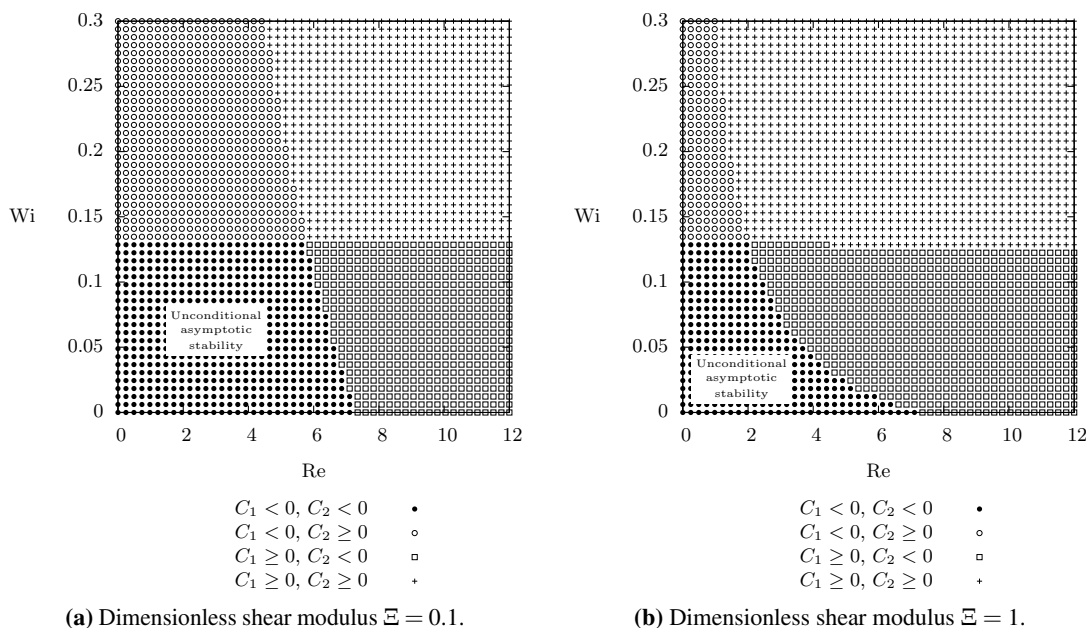 0.3
0.25
0.2
0.15
0.1
0.05
0
Wi
Unconditional
asymptotic
stability
0 2 4 6 8 10 12
Re
C₁ < 0, C₂ < 0
C₁ < 0, C₂ ≥ 0
C₁ ≥ 0, C₂ < 0
C₁ ≥ 0, C₂ ≥ 0
(a) Dimensionless shear modulus Ξ = 0.1.
0.3
0.25
0.2
0.15
0.1
0.05
0
Wi
Unconditional
asymptotic
stability
0 2 4 6 8 10 12
Re
C₁ < 0, C₂ < 0
C₁ < 0, C₂ ≥ 0
C₁ ≥ 0, C₂ < 0
C₁ ≥ 0, C₂ ≥ 0
(b) Dimensionless shear modulus Ξ = 1.